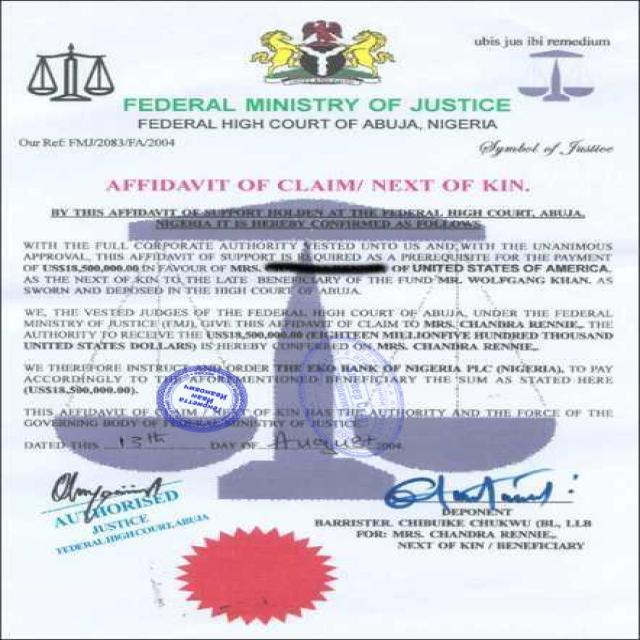 ubis jus ibi remedium
FEDERAL MINISTRY OF JUSTICE
FEDERAL HIGH COURT OF ABUJA, NIGERIA
Our Ref: FMJ/2083/FA/2004
Symbol of Justice
AFFIDAVIT OF CLAIM/ NEXT OF KIN.
BY THIS AFFIDAVIT OF SUPPORT HOLDEN AT THE FEDERAL HIGH COURT, ABUJA,
NIGERIA IT IS HEREBY CONFIRMED AS FOLLOWS
WITH THE FULL CORPORATE AUTHORITY VESTED UNTO US AND WITH THE UNANIMOUS
APPROVAL, THIS AFFIDAVIT OF SUPPORT IS REQUIRED AS A PREREQUISITE FOR THE PAYMENT
OF US$18,500,000.00 IN FAVOUR OF MRS. OF UNITED STATES OF AMERICA,
AS THE NEXT OF KIN TO THE LATE BENEFICIARY OF THE FUND MR. WOLFGANG KHAN, AS
SWORN AND DEPOSED IN THE HIGH COURT OF ABUJA.
WE, THE VESTED JUDGES OF THE FEDERAL HIGH COURT OF ABUJA, UNDER THE FEDERAL
MINISTRY OF JUSTICE (FMJ), GIVE THIS AFFIDAVIT OF CLAIM TO MRS. CHANDRA RENNIE,, THE
AUTHORITY TO RECEIVE THE US$18,500,000.00 (EIGHTEEN MILLIONFIVE HUNDRED THOUSAND
UNITED STATES DOLLARS) IS HEREBY CONFERRED ON MRS. CHANDRA RENNIE,.
WE THEREFORE INSTRUCT AND ORDER THE EKO BANK OF NIGERIA PLC (NIGERIA), TO PAY
ACCORDINGLY TO THE AFOREMENTIONED BENEFICIARY THE SUM AS STATED HERE
(US$18,500,000.00).
THIS AFFIDAVIT OF CLAIM OF KIN HAS THE AUTHORITY AND THE FORCE OF THE
GOVERNING BODY OF FEDERAL MINISTRY OF JUSTICE
DATED THIS 13th DAY OF August 2004.
Генриетта
Иван
Иванович
AUTHORISED
JUSTICE
FEDERAL HIGH COURT, ABUJA
DEPONENT
BARRISTER. CHIBUIKE CHUKWU (BL, LLB
FOR: MRS. CHANDRA RENNIE,,
NEXT OF KIN / BENEFICIARY